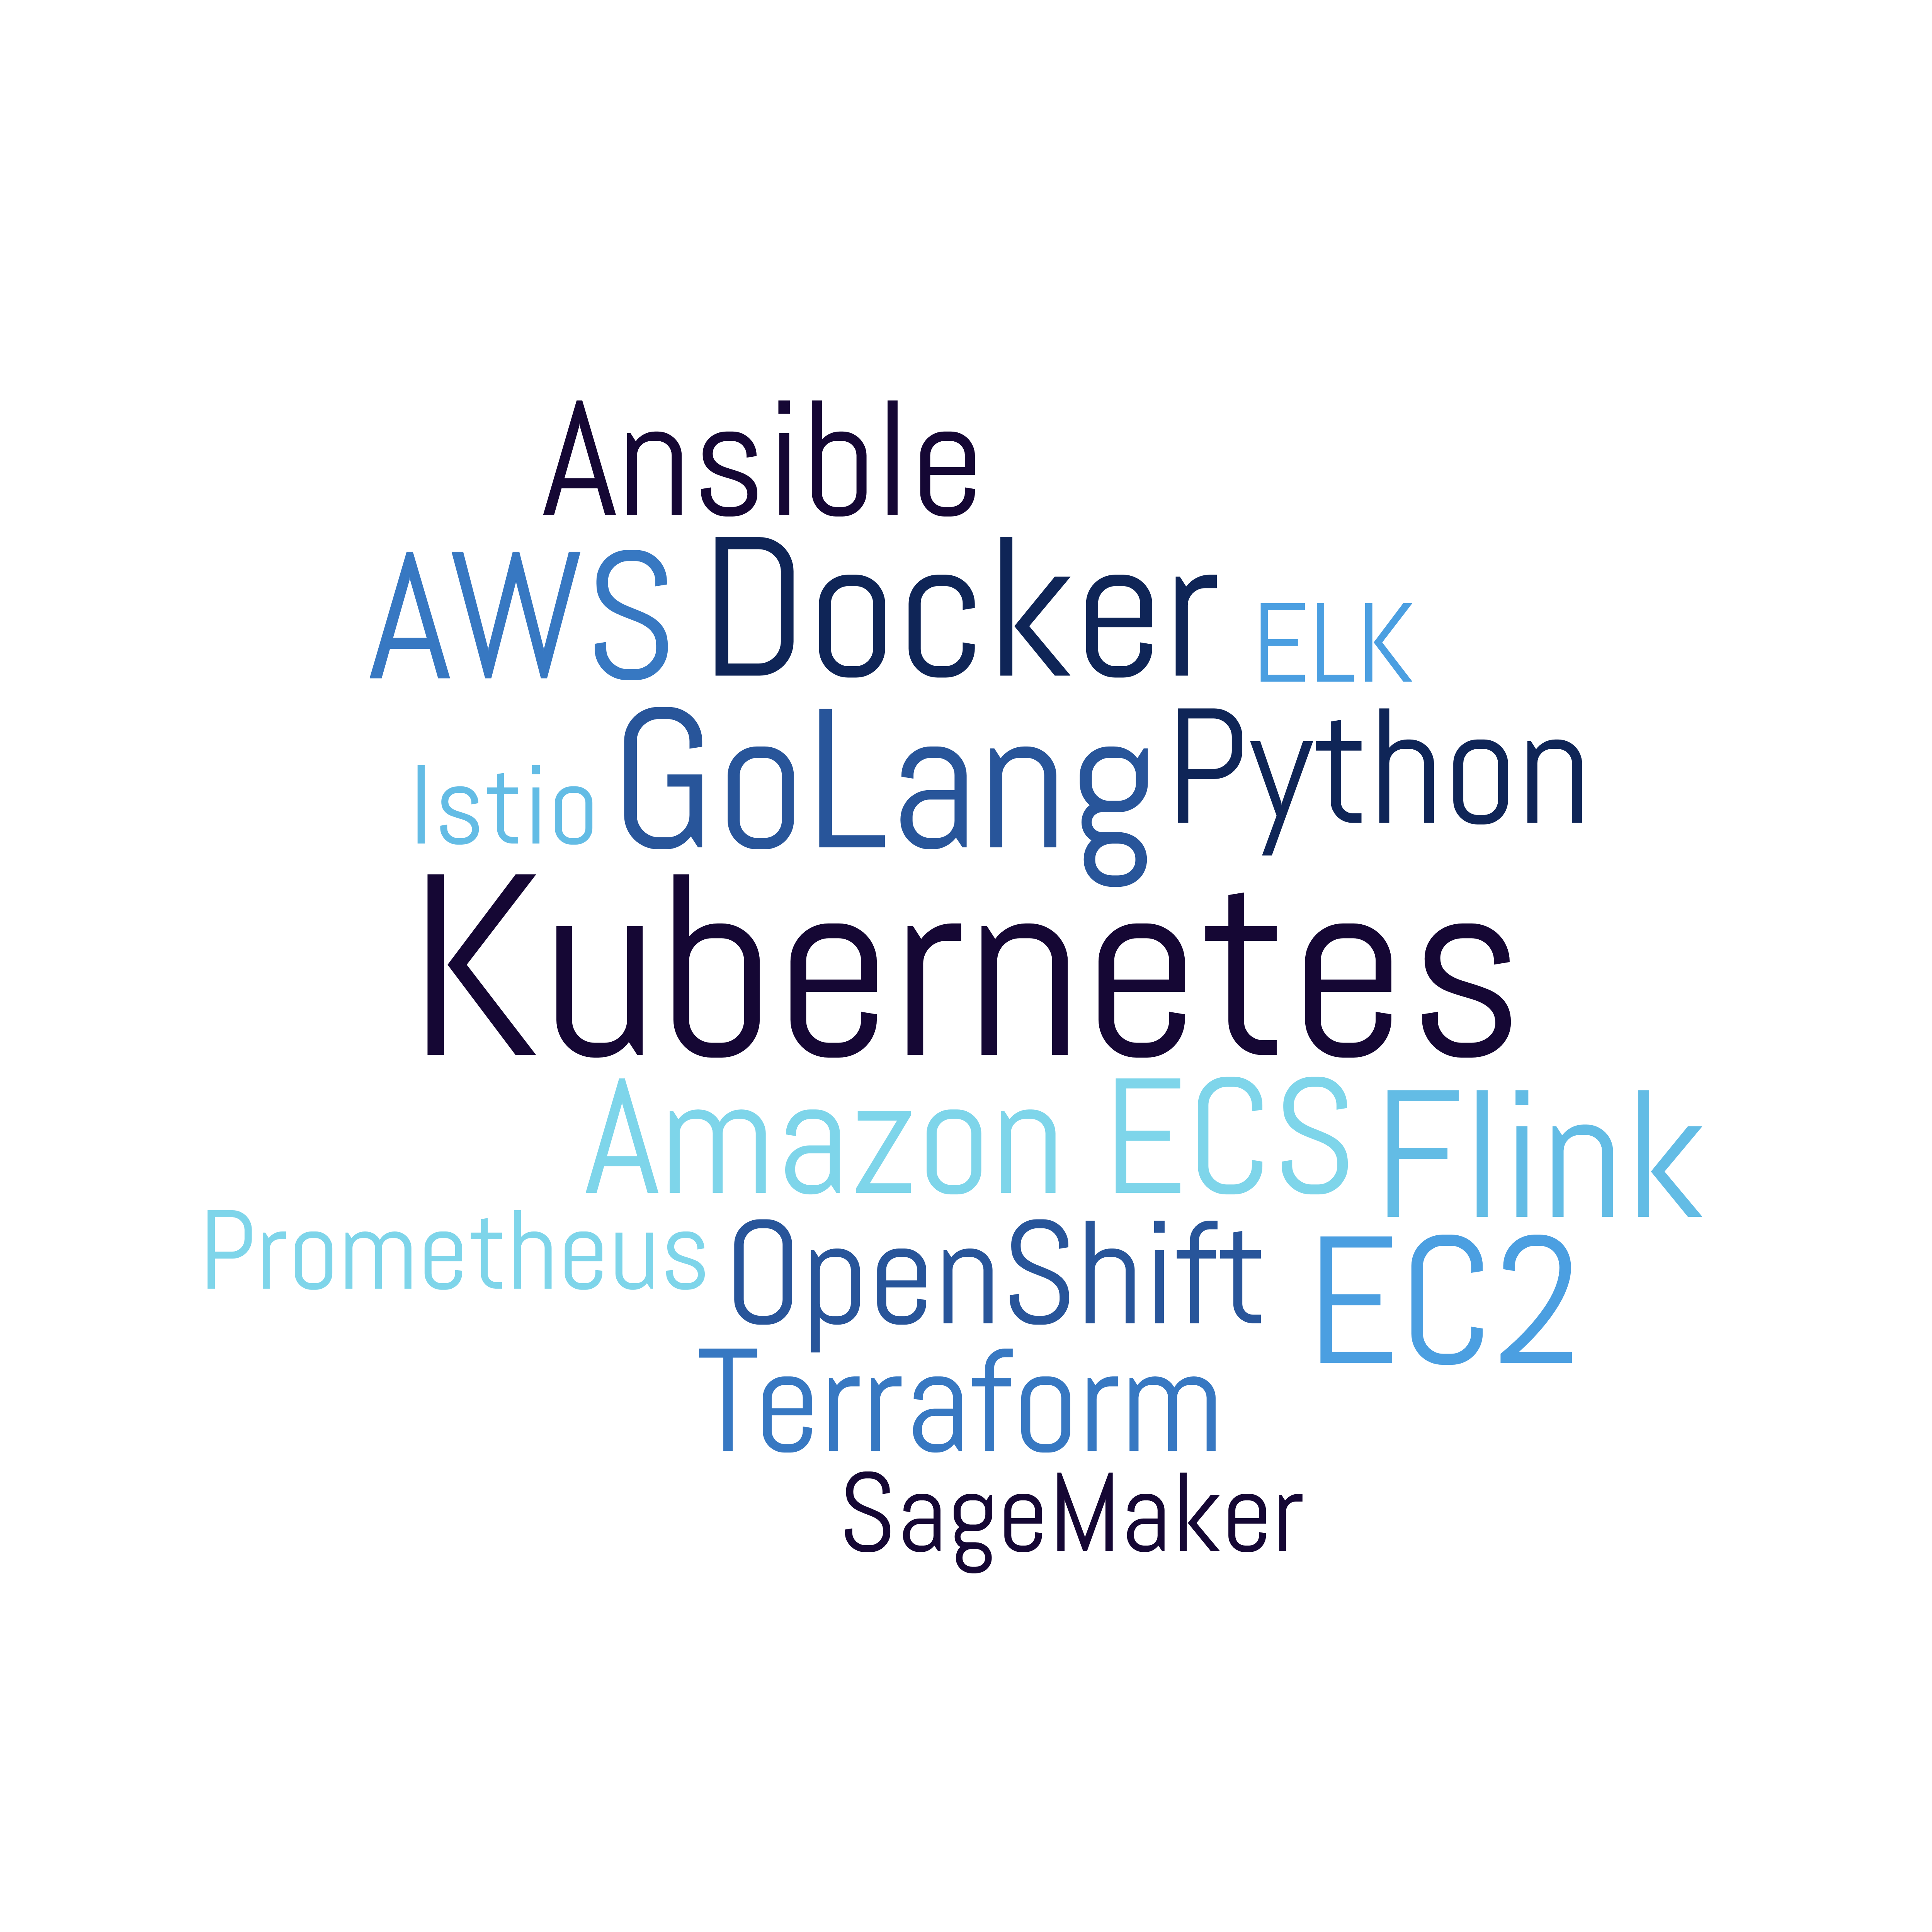 Ansible
AWS Docker ELK
Istio GoLang Python
Kubernetes
Amazon ECS Flink
Prometheus OpenShift EC2
Terraform
SageMaker